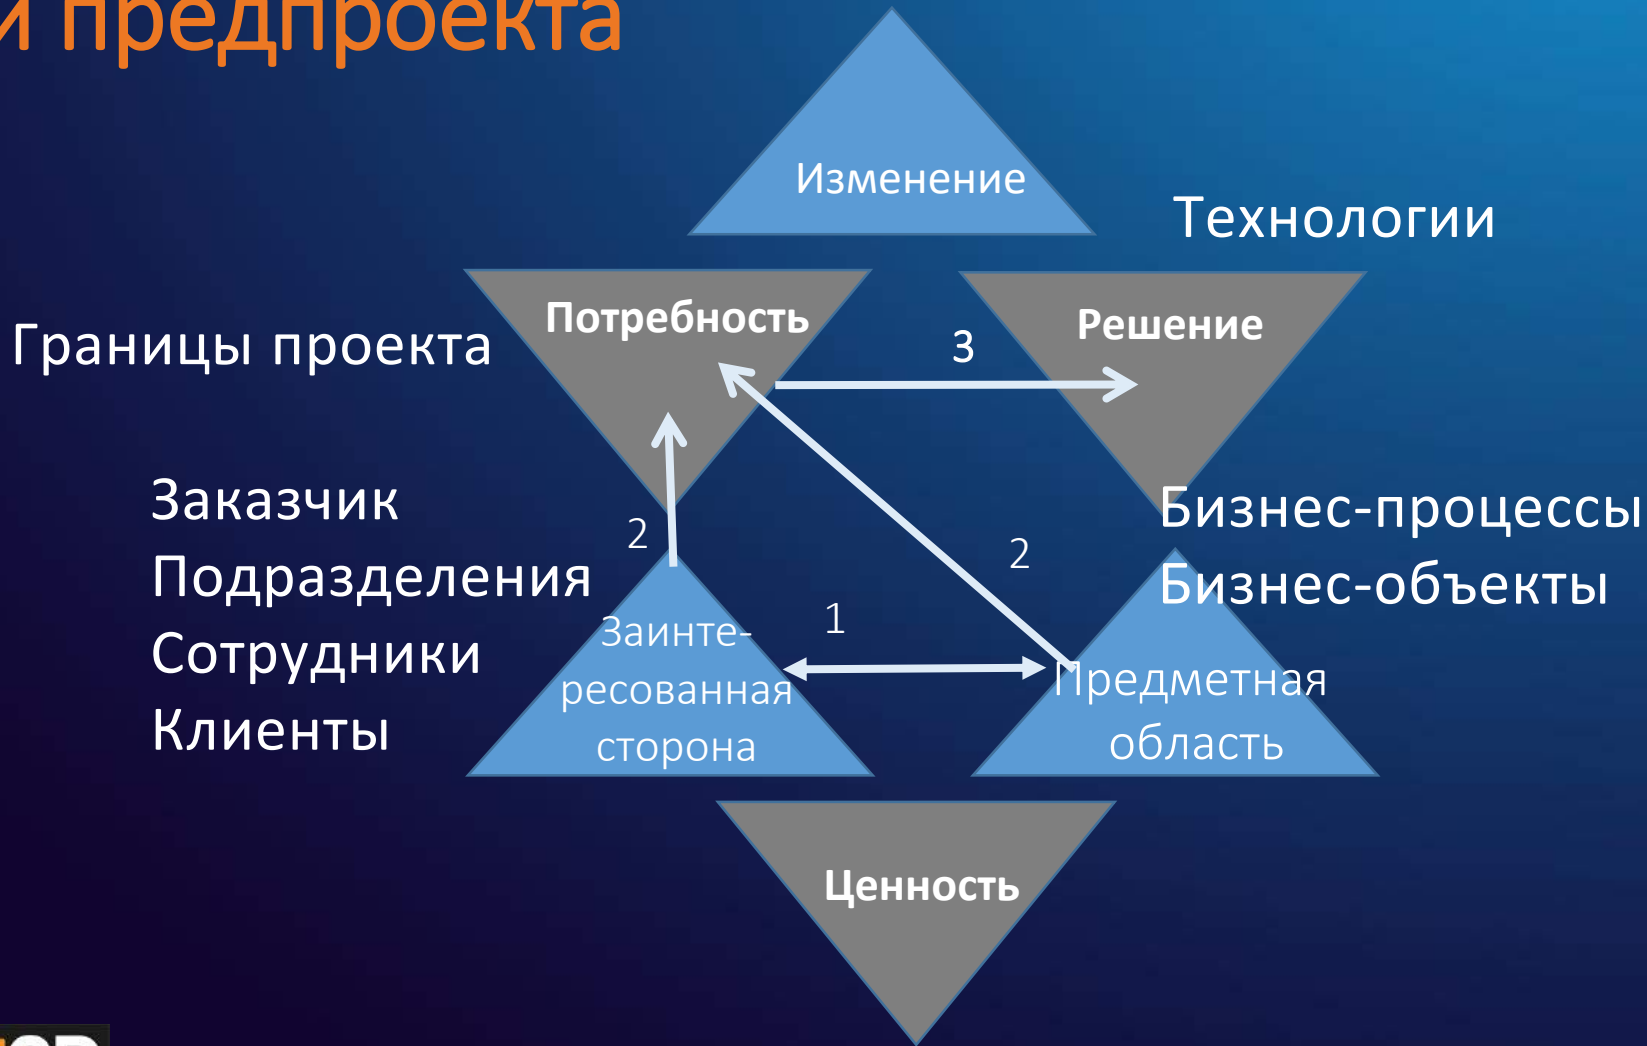 и предпроекта
Изменение
Технологии
Потребность
Решение
Границы проекта
3
Заказчик
Подразделения
Сотрудники
Клиенты
2
2
Бизнес-процессы
Бизнес-объекты
1
Заинте-
ресованная
сторона
Предметная
область
Ценность